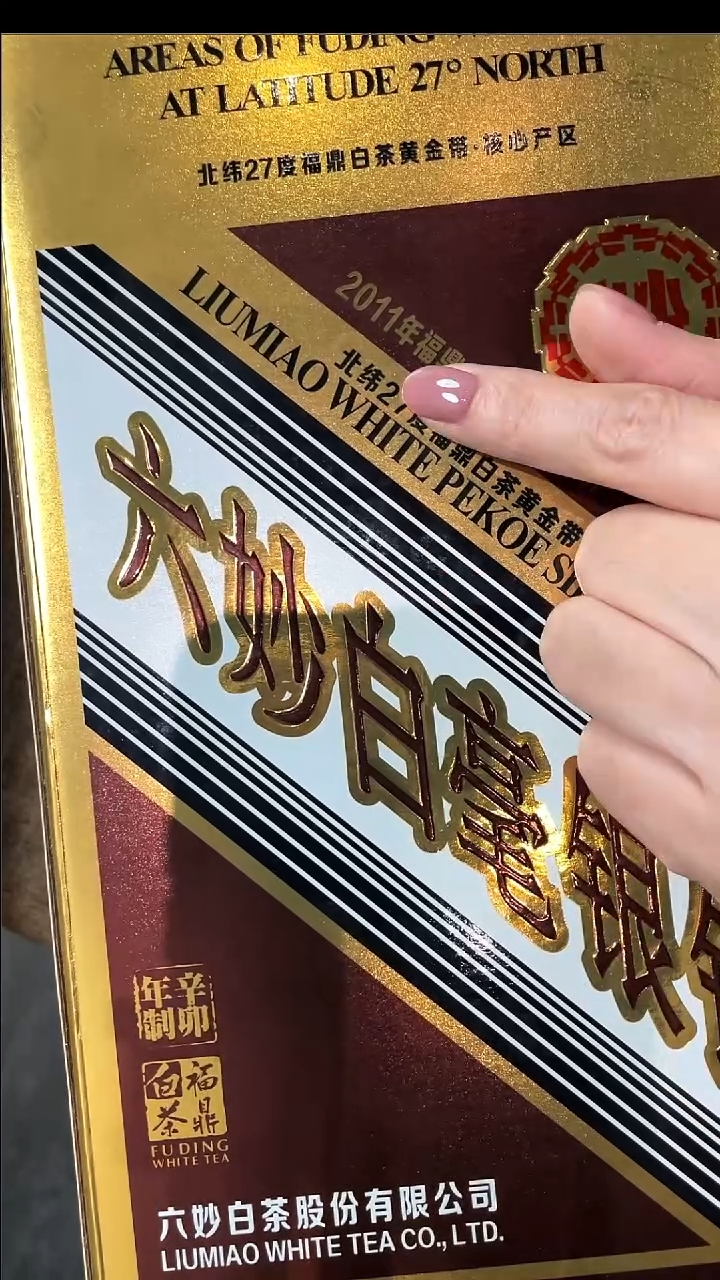 AREAS OF FUDING
AT LATITUDE 27° NORTH
北纬27度福鼎白茶黄金带·核心产区
2011年福鼎
北纬27度福鼎白茶黄金带
LIUMIAO WHITE PEKOE
六妙白
辛卯
年制
福鼎
白茶
FUDING
WHITE TEA
六妙白茶股份有限公司
LIUMIAO WHITE TEA CO., LTD.